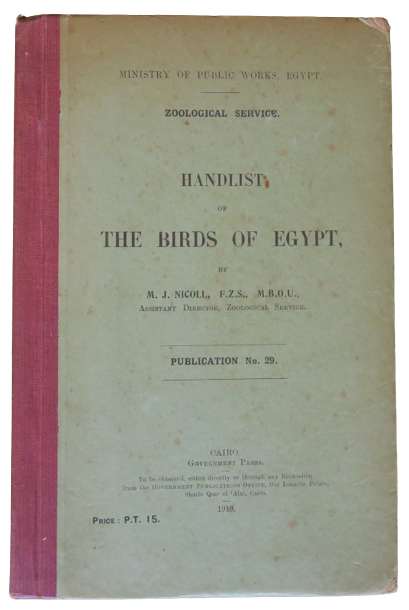 MINISTRY OF PUBLIC WORKS, EGYPT.
ZOOLOGICAL SERVICE.
HANDLIST
OF
THE BIRDS OF EGYPT,
BY
M. J. NICOLL, F.Z.S., M.B.O.U.,
ASSISTANT DIRECTOR, ZOOLOGICAL SERVICE.
PUBLICATION No. 29.
CAIRO
GOVERNMENT PRESS.
To be obtained, either directly or through any Bookseller,
from the GOVERNMENT PUBLICATIONS OFFICE, Old Ismailia Palace,
Sharia Qasr el 'Aini, Cairo
1919.
PRICE : P.T. 15.